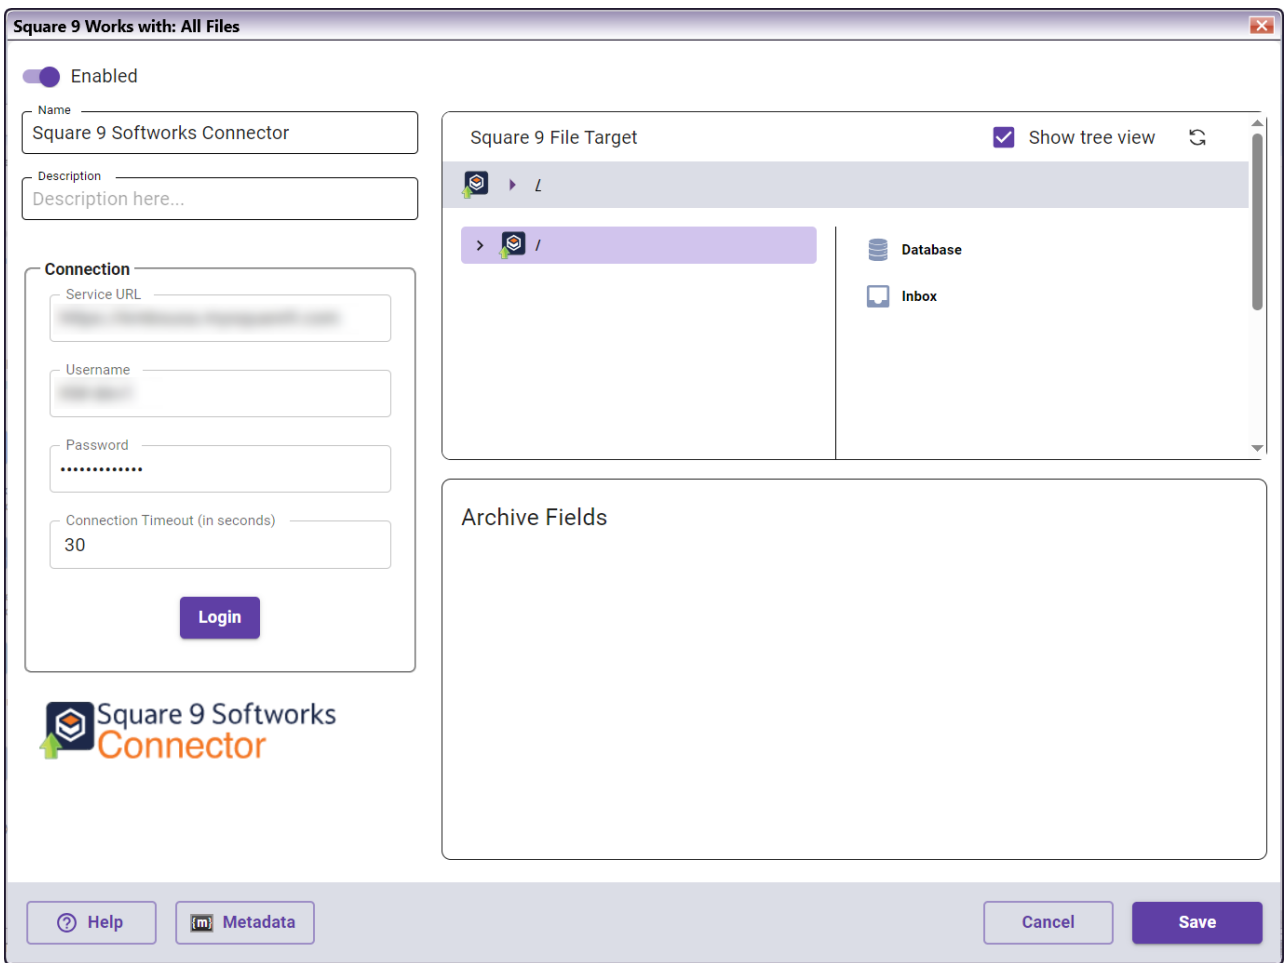 Square 9 Works with: All Files
Enabled
Name
Square 9 Softworks Connector
Description
Description here...
Connection
Service URL
Username
Password
•••••••••••••
Connection Timeout (in seconds)
30
Login
Square 9 Softworks
Connector
Square 9 File Target
Show tree view
/
/
Database
Inbox
Archive Fields
Help
{m} Metadata
Cancel
Save